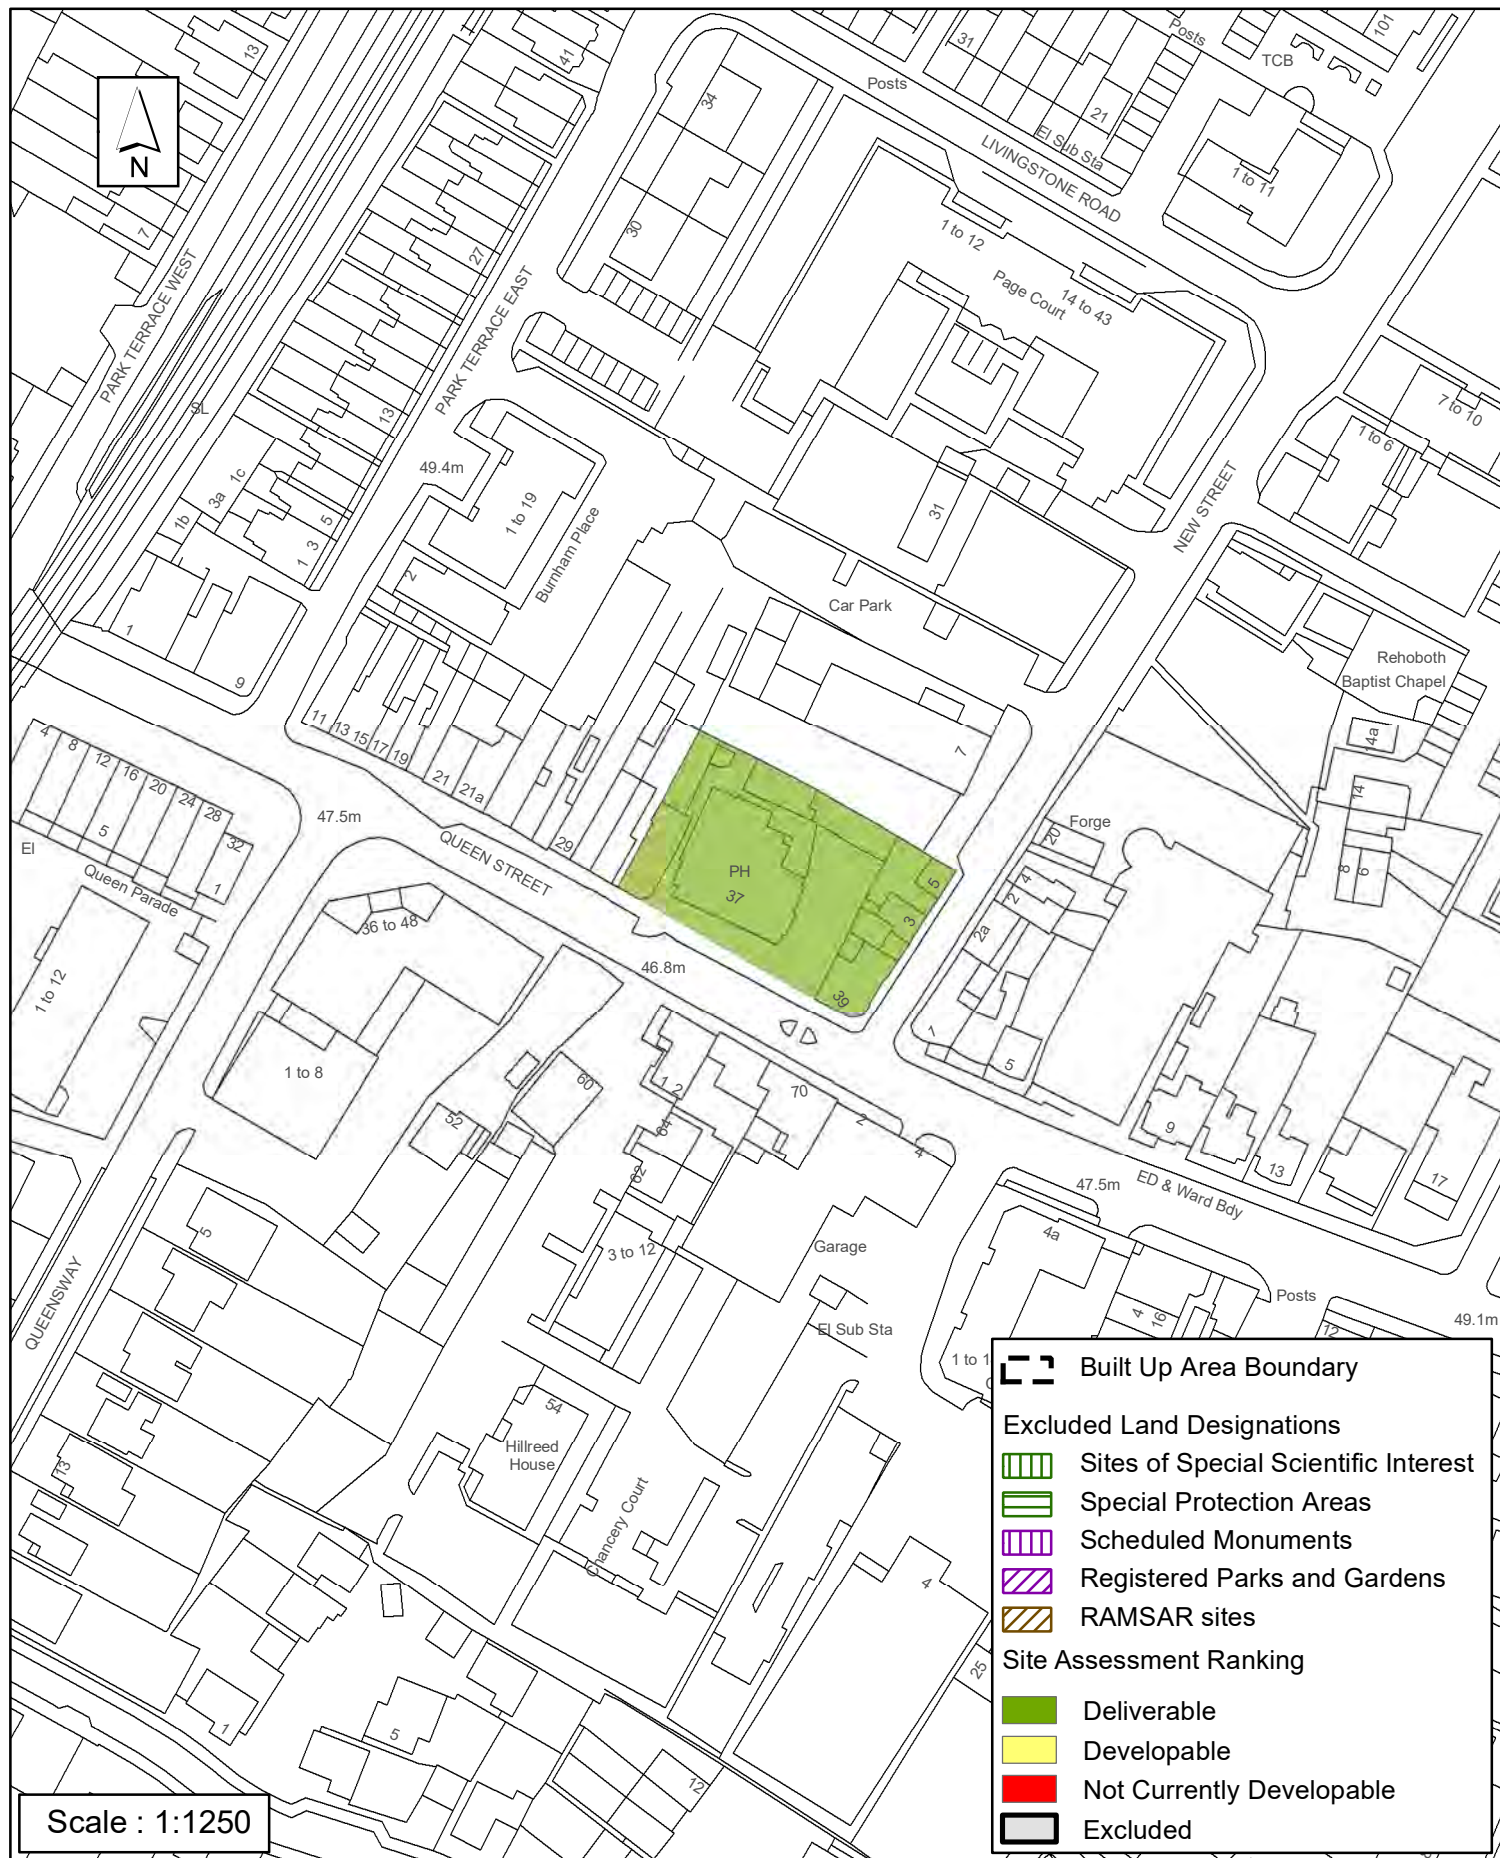 13
41
31
Posts
TCB
101
Posts
34
21
El Sub Sta
LIVINGSTONE ROAD
1 to 11
N
7
30
27
1 to 12
Page Court
14 to 43
PARK TERRACE WEST
PARK TERRACE EAST
SL
13
7 to 10
1 to 6
49.4m
1c
3a
1b
5
3
1
1 to 19
Burnham Place
31
NEW STREET
2
Car Park
1
9
Rehoboth
Baptist Chapel
11
13
15
17
19
21
21a
29
7
14a
14
4
8
12
16
20
24
28
32
1
5
47.5m
QUEEN STREET
El
Queen Parade
PH
37
5
3
39
Forge
20
4
2
2a
8
6
36 to 48
46.8m
1 to 12
1 to 8
60
52
1
2
64
62
70
2
4
7
5
9
13
17
47.5m
ED & Ward Bdy
5
3 to 12
Garage
4a
QUEENSWAY
El Sub Sta
4
16
Posts
12
49.1m
1 to 1
54
Hillreed
House
13
Chancery Court
4
25
1
5
12
Built Up Area Boundary
Excluded Land Designations
Sites of Special Scientific Interest
Special Protection Areas
Scheduled Monuments
Registered Parks and Gardens
RAMSAR sites
Site Assessment Ranking
Deliverable
Developable
Not Currently Developable
Excluded
Scale : 1:1250